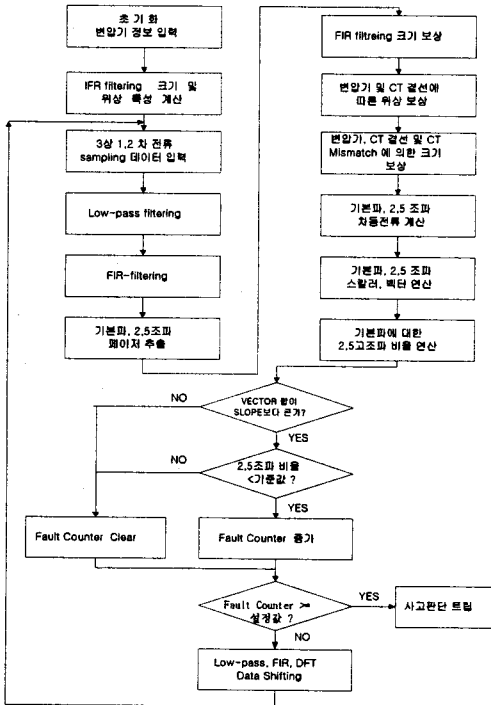 초 기 화
변압기 정보 입력
IFR filtering 크기 및
위상 특성 계산
3상 1,2 차 전류
sampling 데이터 입력
Low-pass filtering
FIR-filtering
기본파, 2,5조파
페이저 추출
FIR filtreing 크기 보상
변압기 및 CT 결선에
따른 위상 보상
변압기, CT 결선 및 CT
Mismatch 에 의한 크기
보상
기본파, 2,5 조파
차동전류 계산
기본파, 2,5 조파
스칼러, 벡터 연산
기본파에 대한
2,5고조파 비율 연산
NO
VECTOR 합이
SLOPE보다 큰가?
YES
NO
2,5조파 비율
<기준값 ?
YES
Fault Counter Clear
Fault Counter 증가
Fault Counter >=
설정값 ?
YES
사고판단 트립
NO
Low-pass, FIR, DFT
Data Shifting